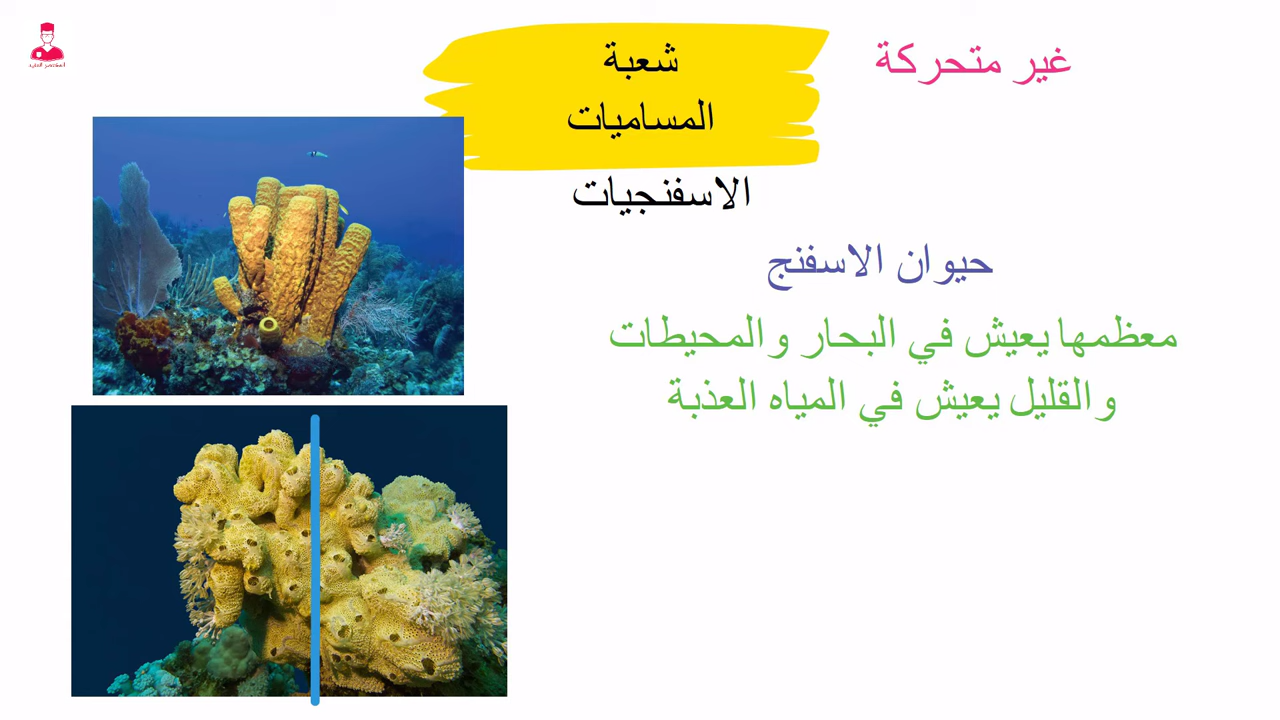 غير متحركة
شعبة
المساميات
الاسفنجيات
حيوان الاسفنج
معظمها يعيش في البحار والمحيطات
والقليل يعيش في المياه العذبة